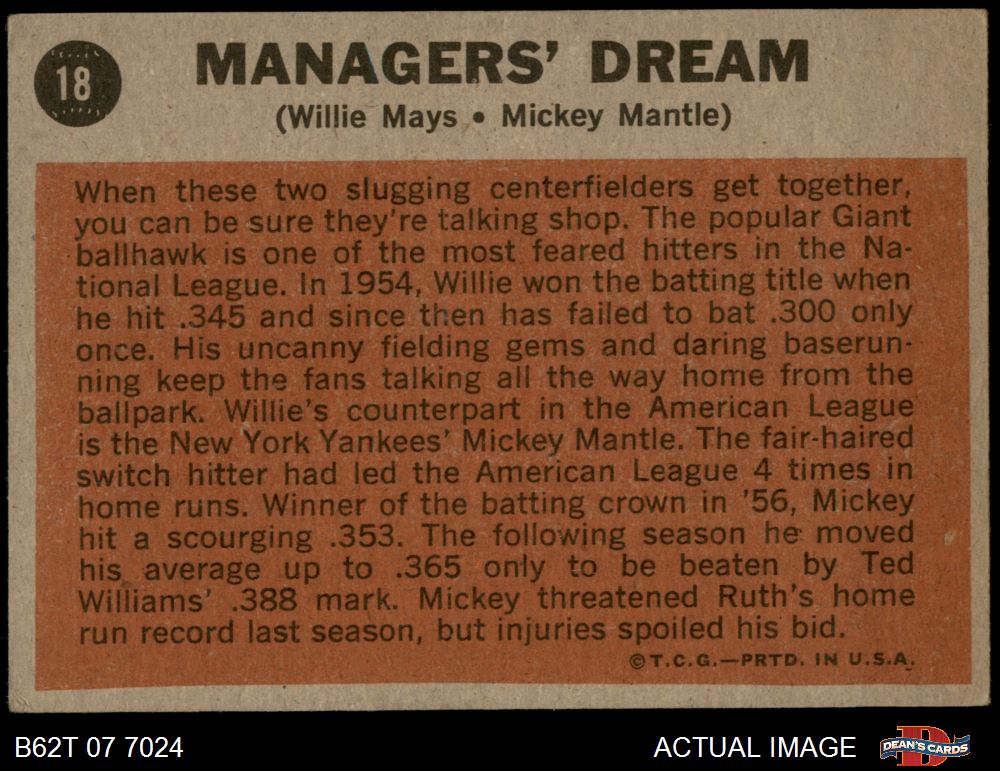 18
MANAGERS' DREAM
(Willie Mays • Mickey Mantle)
When these two slugging centerfielders get together,
you can be sure they're talking shop. The popular Giant
ballhawk is one of the most feared hitters in the Na-
tional League. In 1954, Willie won the batting title when
he hit .345 and since then has failed to bat .300 only
once. His uncanny fielding gems and daring baserun-
ning keep the fans talking all the way home from the
ballpark. Willie's counterpart in the American League
is the New York Yankees' Mickey Mantle. The fair-haired
switch hitter had led the American League 4 times in
home runs. Winner of the batting crown in '56, Mickey
hit a scourging .353. The following season he moved
his average up to .365 only to be beaten by Ted
Williams' .388 mark. Mickey threatened Ruth's home
run record last season, but injuries spoiled his bid.
©T.C.G.—PRTD. IN U.S.A.
B62T 07 7024
ACTUAL IMAGE
D
DEAN'S CARDS